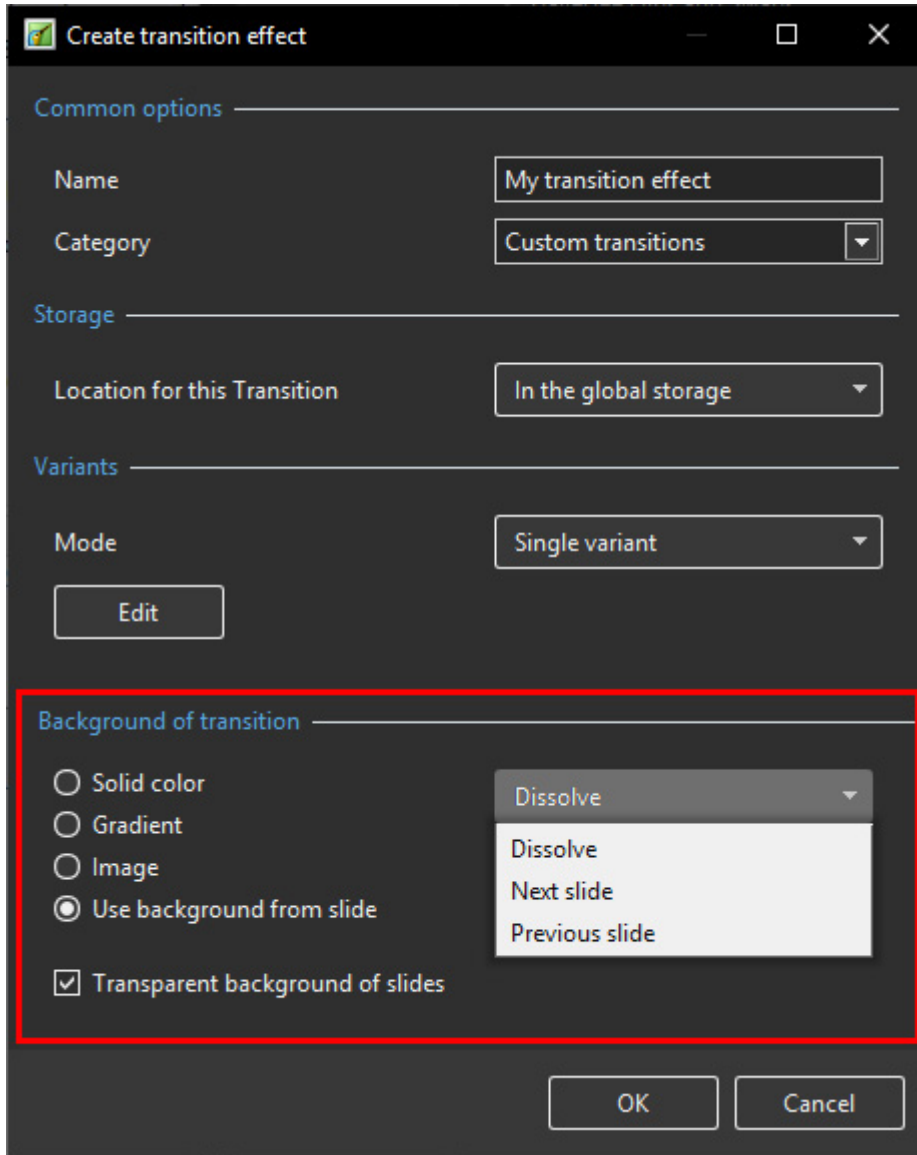 Create transition effect
Common options
Name
My transition effect
Category
Custom transitions
Storage
Location for this Transition
In the global storage
Variants
Mode
Single variant
Edit
Background of transition
Solid color
Dissolve
Gradient
Dissolve
Image
Next slide
Use background from slide
Previous slide
Transparent background of slides
OK
Cancel